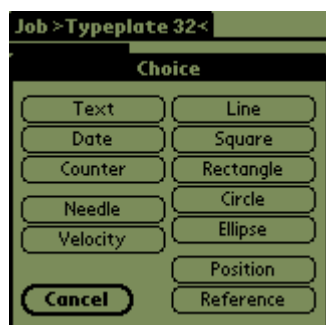 Job >Typeplate 32<
Choice
Text
Line
Date
Square
Counter
Rectangle
Needle
Circle
Velocity
Ellipse
Position
Cancel
Reference